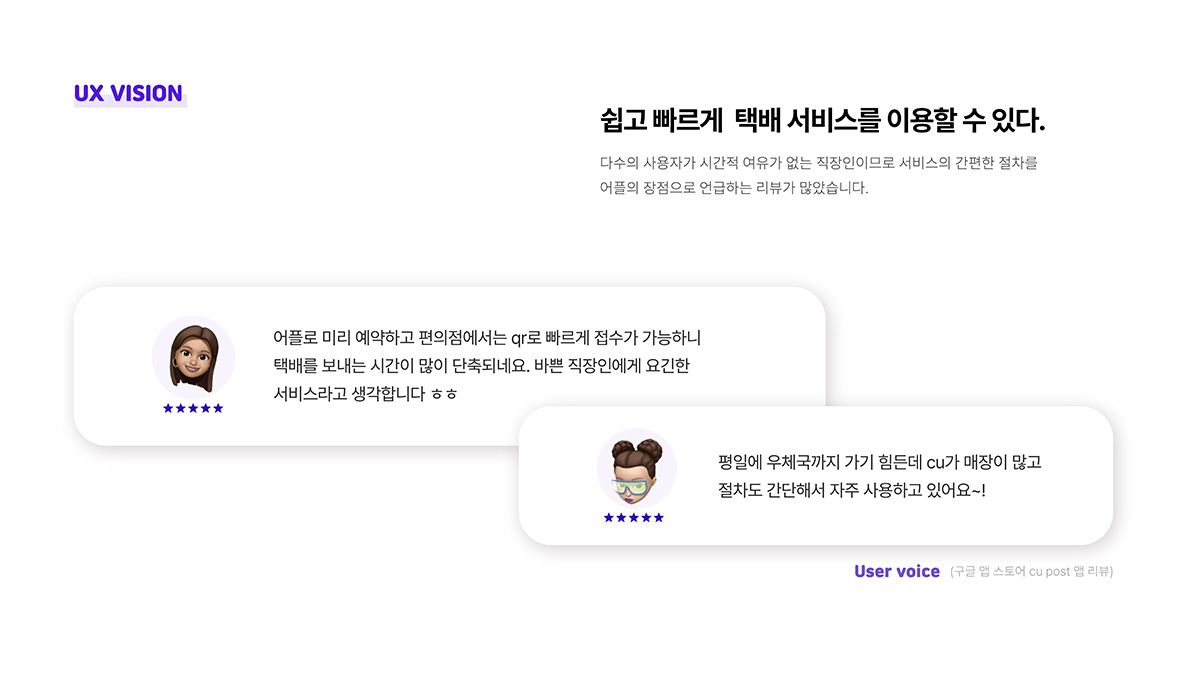 UX VISION
쉽고 빠르게 택배 서비스를 이용할 수 있다.
다수의 사용자가 시간적 여유가 없는 직장인이므로 서비스의 간편한 절차를
어플의 장점으로 언급하는 리뷰가 많았습니다.
어플로 미리 예약하고 편의점에서는 qr로 빠르게 접수가 가능하니
택배를 보내는 시간이 많이 단축되네요. 바쁜 직장인에게 요긴한
서비스라고 생각합니다 ㅎㅎ
★★★★★
평일에 우체국까지 가기 힘든데 cu가 매장이 많고
절차도 간단해서 자주 사용하고 있어요~!
★★★★★
User voice (구글 앱 스토어 cu post 앱 리뷰)